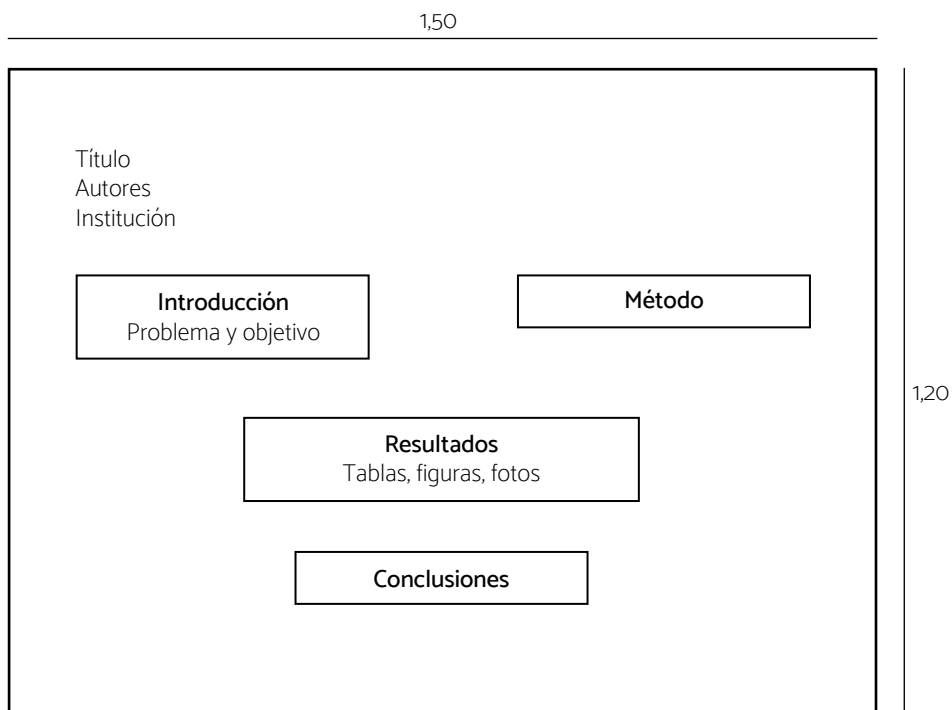 1,50
Título
Autores
Institución
Introducción
Problema y objetivo
Método
1,20
Resultados
Tablas, figuras, fotos
Conclusiones